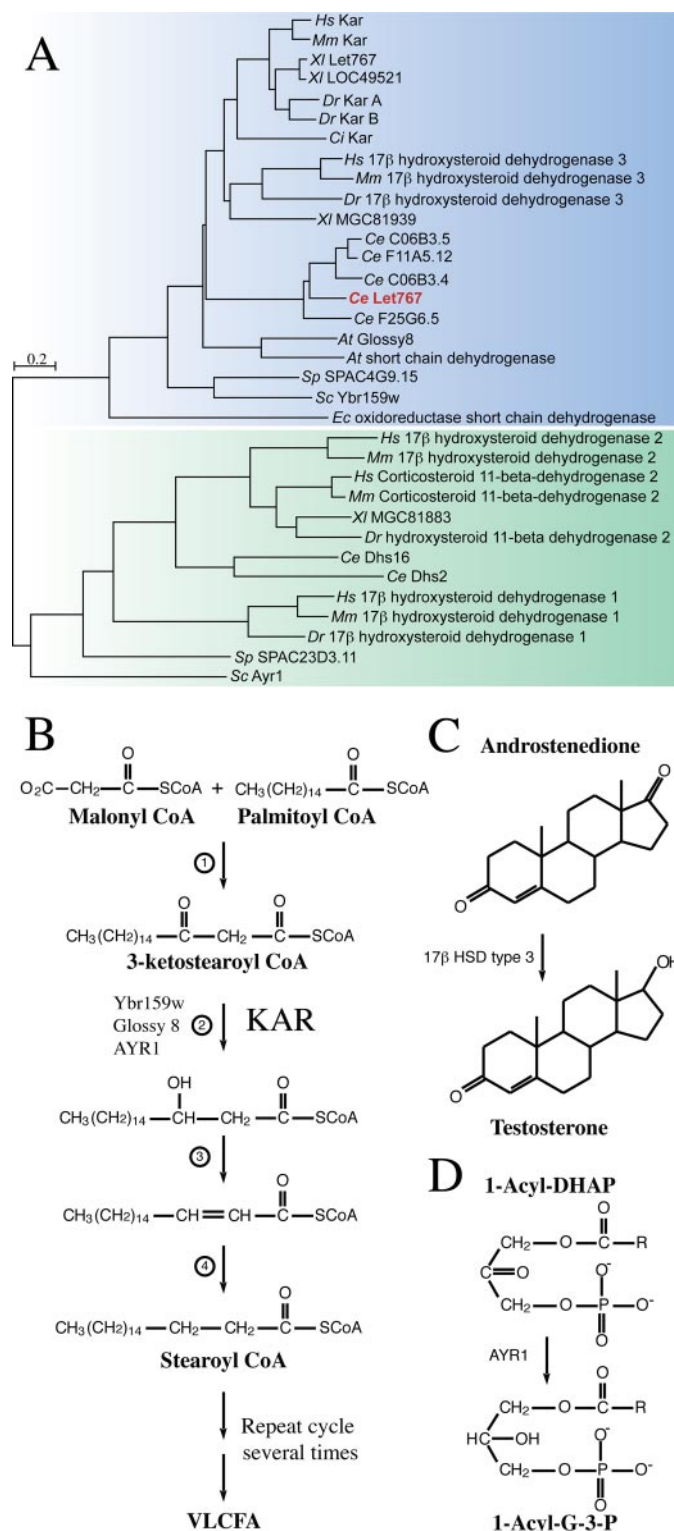 A
Hs Kar
Mm Kar
Xl Let767
Xl LOC49521
Dr Kar A
Dr Kar B
Ci Kar
Hs 17β hydroxysteroid dehydrogenase 3
Mm 17β hydroxysteroid dehydrogenase 3
Dr 17β hydroxysteroid dehydrogenase 3
Xl MGC81939
Ce C06B3.5
Ce F11A5.12
Ce C06B3.4
Ce Let767
Ce F25G6.5
At Glossy8
At short chain dehydrogenase
0.2
Sp SPAC4G9.15
Sc Ybr159w
Ec oxidoreductase short chain dehydrogenase
Hs 17β hydroxysteroid dehydrogenase 2
Mm 17β hydroxysteroid dehydrogenase 2
Hs Corticosteroid 11-beta-dehydrogenase 2
Mm Corticosteroid 11-beta-dehydrogenase 2
Xl MGC81883
Dr hydroxysteroid 11-beta dehydrogenase 2
Ce Dhs16
Ce Dhs2
Hs 17β hydroxysteroid dehydrogenase 1
Mm 17β hydroxysteroid dehydrogenase 1
Dr 17β hydroxysteroid dehydrogenase 1
Sp SPAC23D3.11
Sc Ayr1
B
O O
O₂C—CH₂—C—SCoA + CH₃(CH₂)₁₄—C—SCoA
Malonyl CoA Palmitoyl CoA
1
O O
CH₃(CH₂)₁₄—C—CH₂—C—SCoA
3-ketostearoyl CoA
Ybr159w
Glossy 8
AYR1
2
KAR
OH O
CH₃(CH₂)₁₄—CH—CH₂—C—SCoA
3
O
CH₃(CH₂)₁₄—CH=CH—C—SCoA
4
O
CH₃(CH₂)₁₄—CH₂—CH₂—C—SCoA
Stearoyl CoA
Repeat cycle
several times
VLCFA
C
Androstenedione
O
O
17β HSD type 3
OH
O
Testosterone
D
1-Acyl-DHAP
O
CH₂—O—C—R
C=O O⁻
CH₂—O—P—O⁻
O
AYR1
O
CH₂—O—C—R
HC—OH O⁻
CH₂—O—P—O⁻
O
1-Acyl-G-3-P